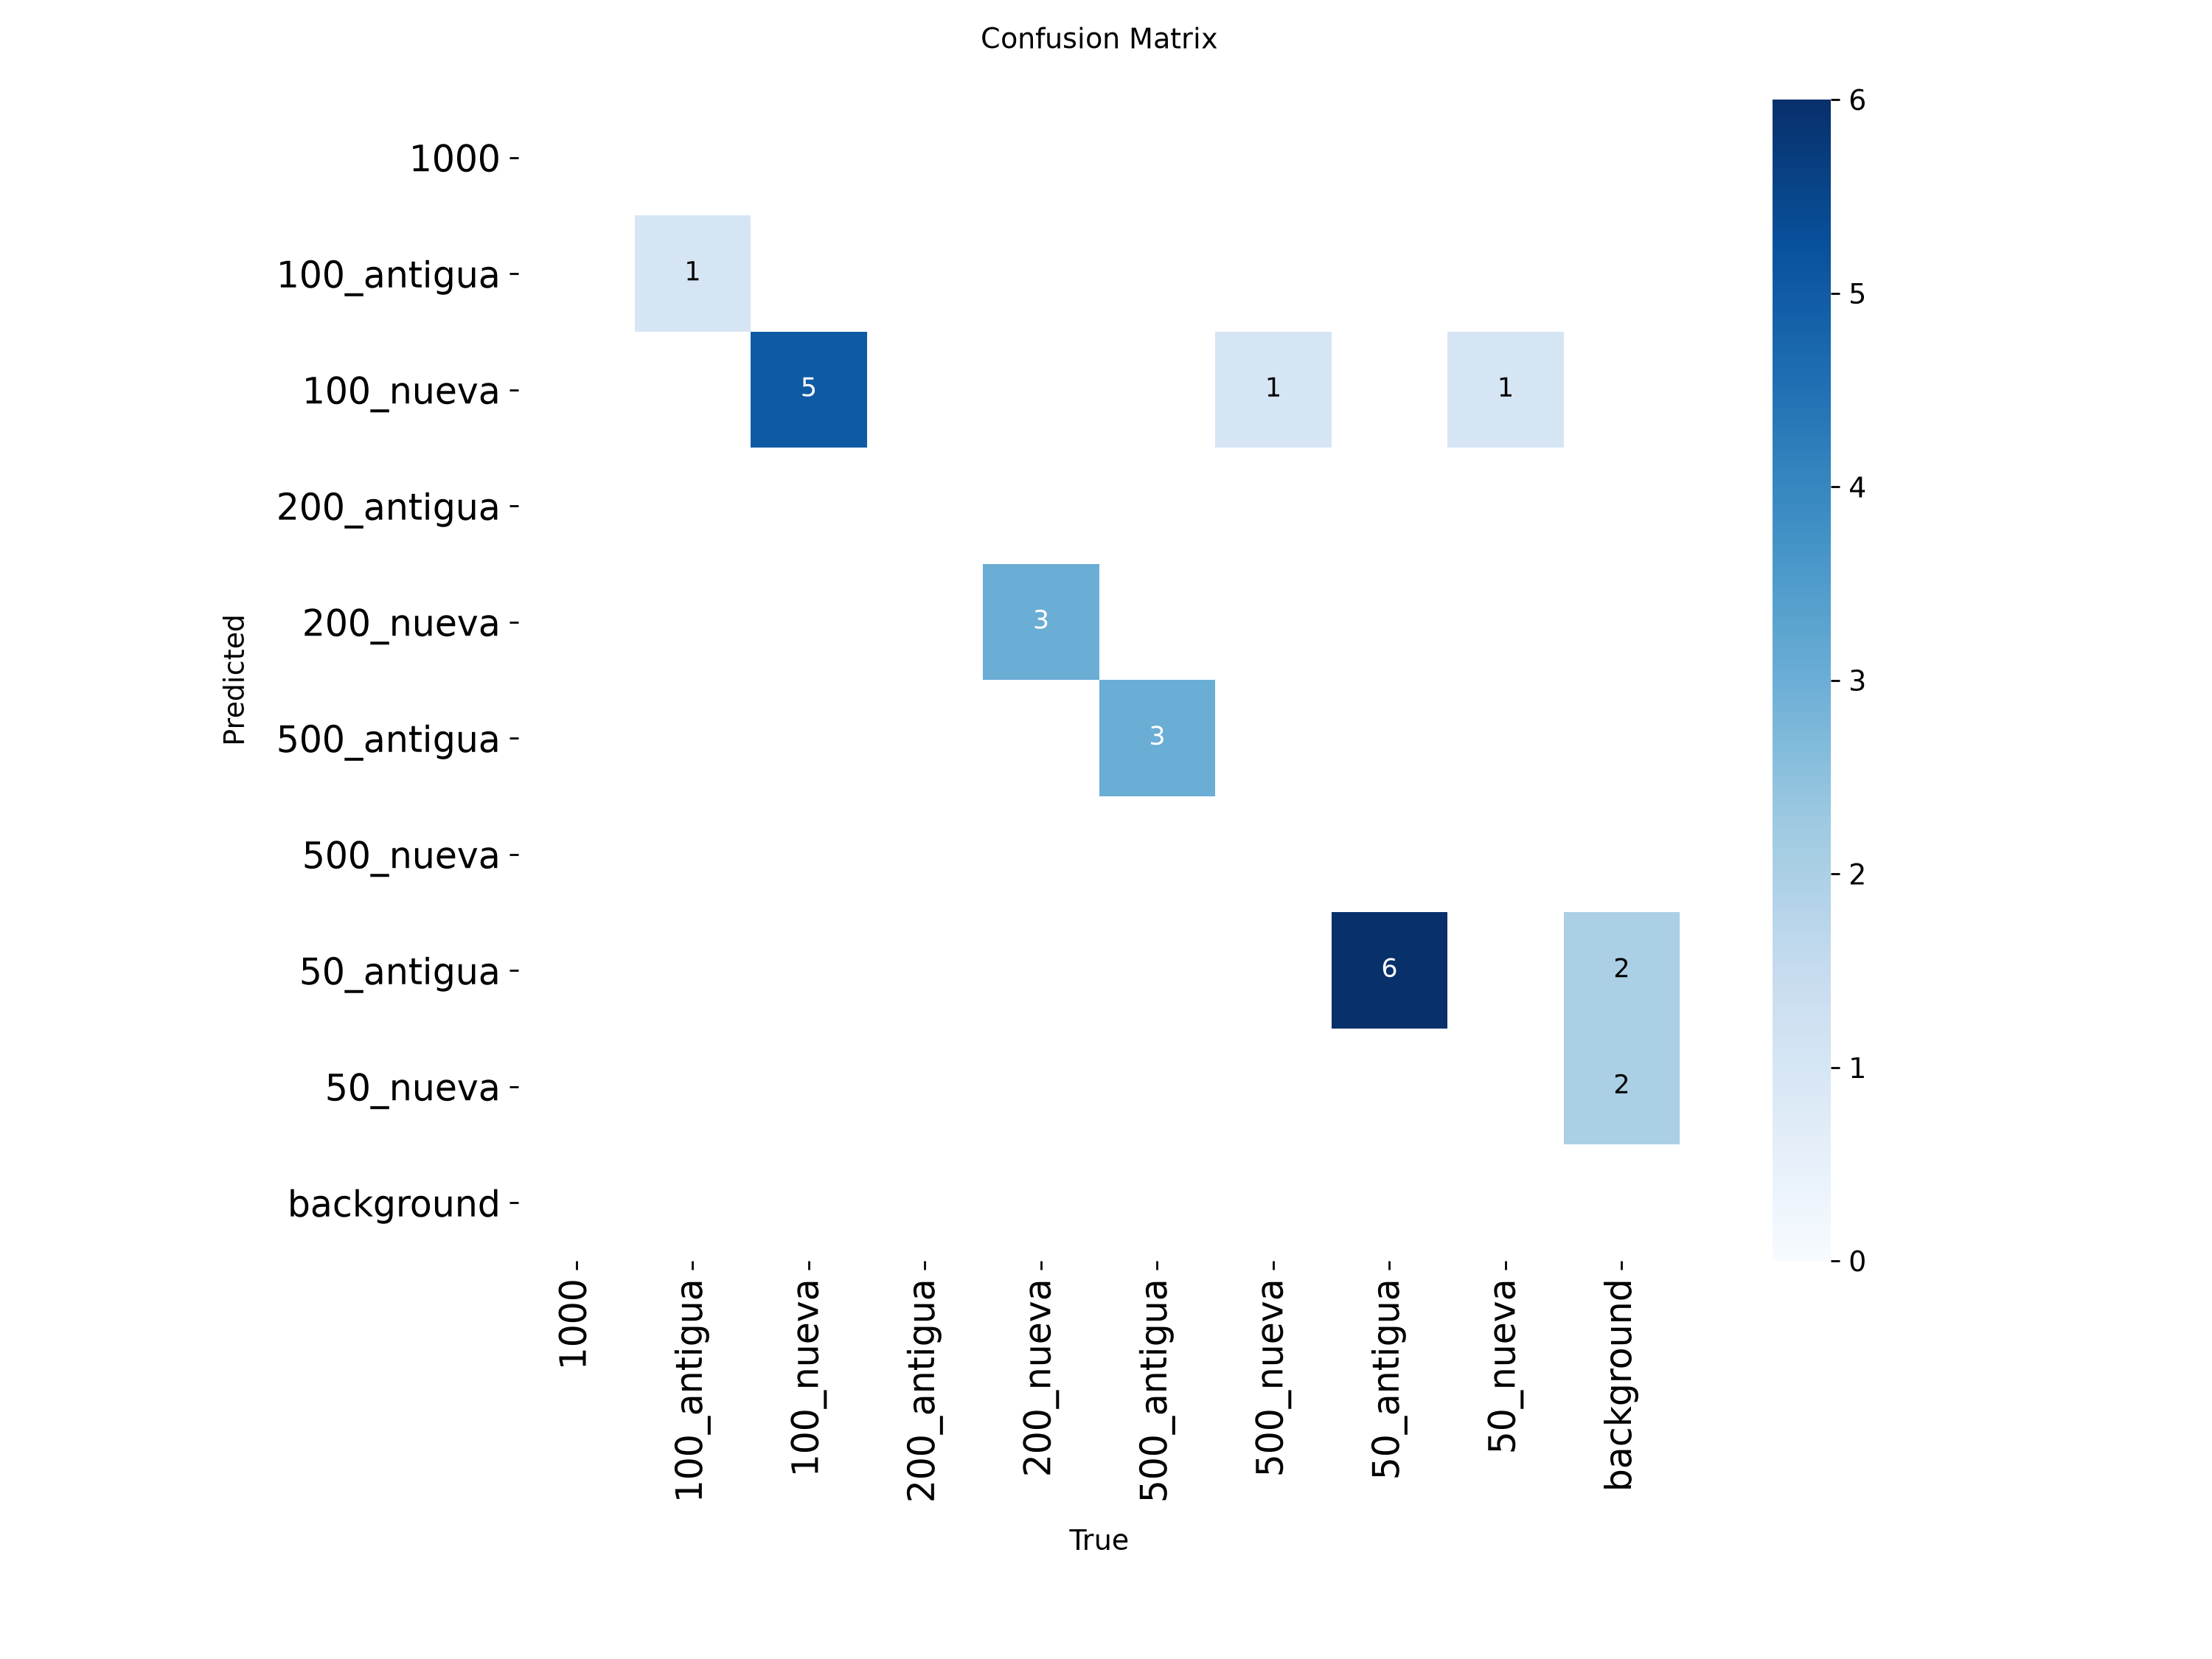 Confusion Matrix
1000
100_antigua
1
100_nueva
5
1
1
200_antigua
200_nueva
3
500_antigua
3
500_nueva
50_antigua
6
2
50_nueva
2
background
Predicted
1000
100_antigua
100_nueva
200_antigua
200_nueva
500_antigua
500_nueva
50_antigua
50_nueva
background
True
6
5
4
3
2
1
0